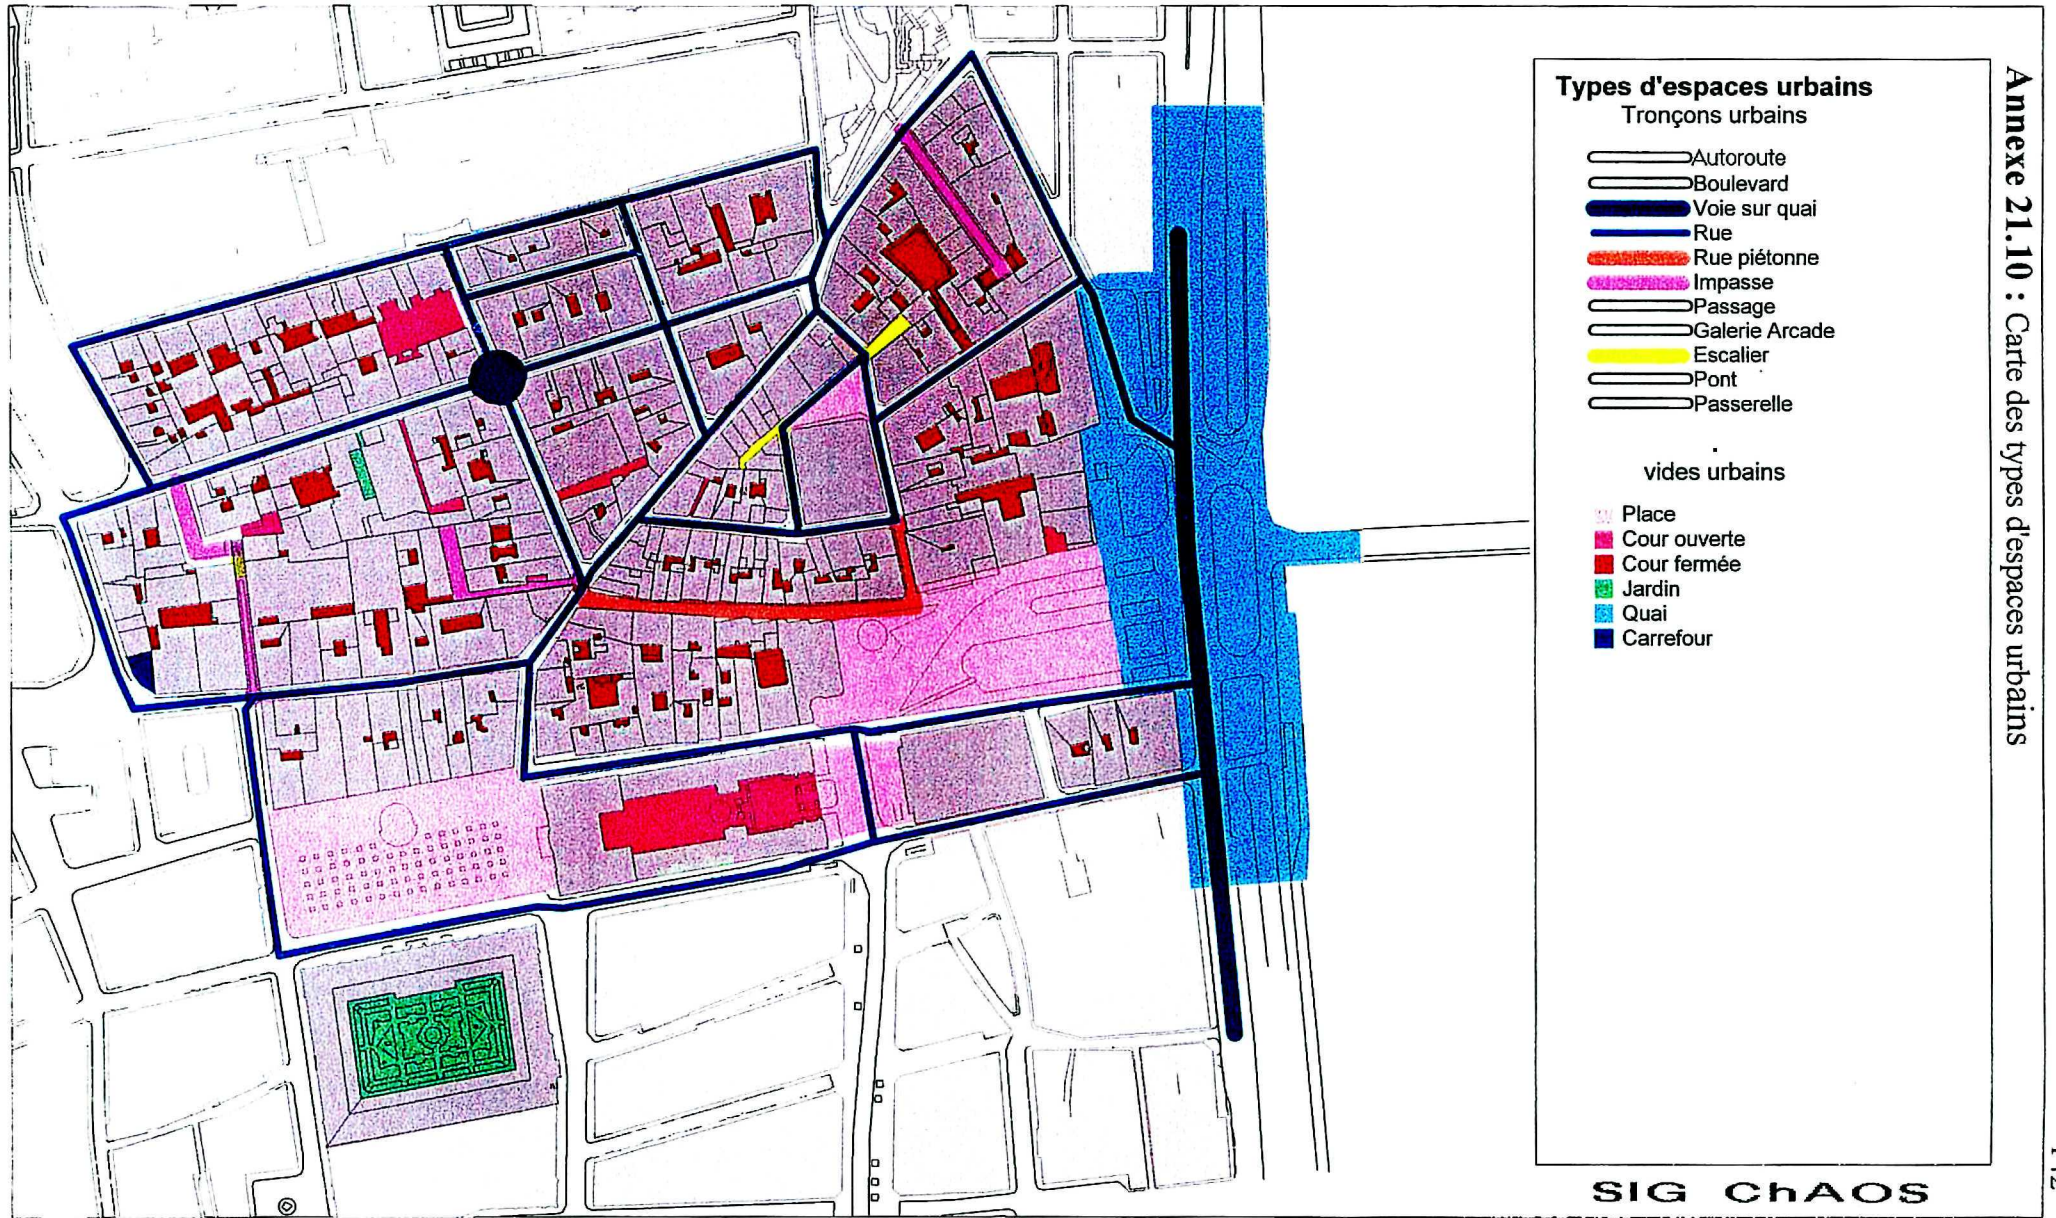 Annexe 21.10 : Carte des types d'espaces urbains
Types d'espaces urbains
Tronçons urbains
Autoroute
Boulevard
Voie sur quai
Rue
Rue piétonne
Impasse
Passage
Galerie Arcade
Escalier
Pont
Passerelle
vides urbains
Place
Cour ouverte
Cour fermée
Jardin
Quai
Carrefour
SIG ChAOS